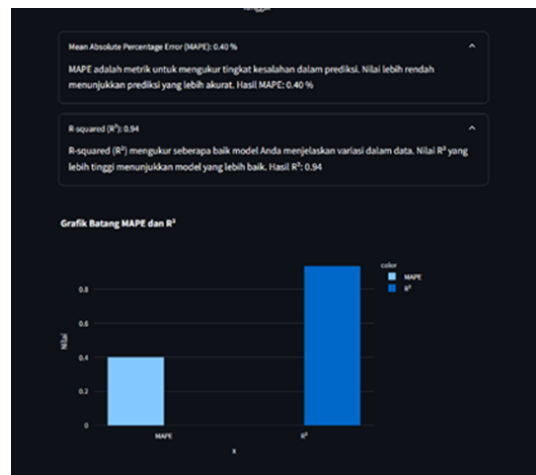 Tanggal
Mean Absolute Percentage Error (MAPE): 0.40 %
MAPE adalah metrik untuk mengukur tingkat kesalahan dalam prediksi. Nilai lebih rendah
menunjukkan prediksi yang lebih akurat. Hasil MAPE: 0.40 %
R-squared (R²): 0.94
R-squared (R²) mengukur seberapa baik model Anda menjelaskan variasi dalam data. Nilai R² yang
lebih tinggi menunjukkan model yang lebih baik. Hasil R²: 0.94
Grafik Batang MAPE dan R²
color
MAPE
R²
0.8
0.6
0.4
0.2
0
Nilai
MAPE
R²
x